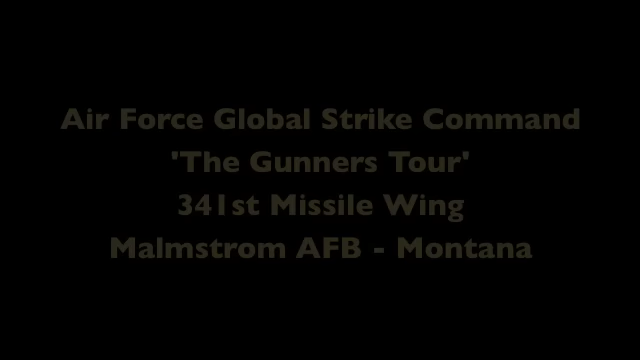 Air Force Global Strike Command
'The Gunners Tour'
341st Missile Wing
Malmstrom AFB - Montana